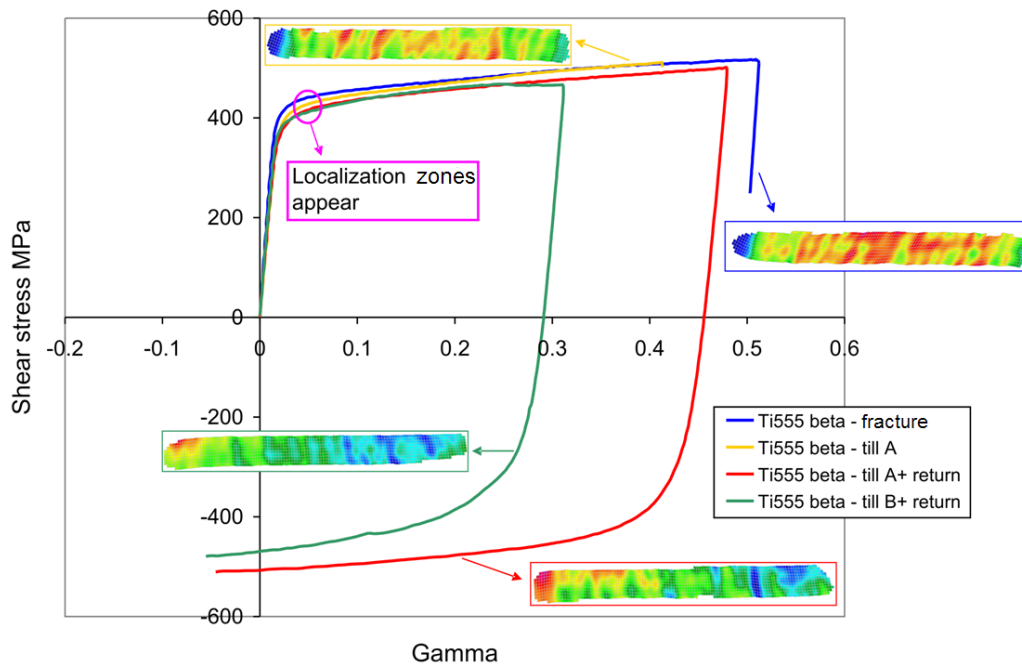 600
400
200
0
-200
-400
-600
Shear stress MPa
Localization zones
appear
-0.2
-0.1
0
0.1
0.2
0.3
0.4
0.5
0.6
Ti555 beta - fracture
Ti555 beta - till A
Ti555 beta - till A+ return
Ti555 beta - till B+ return
Gamma